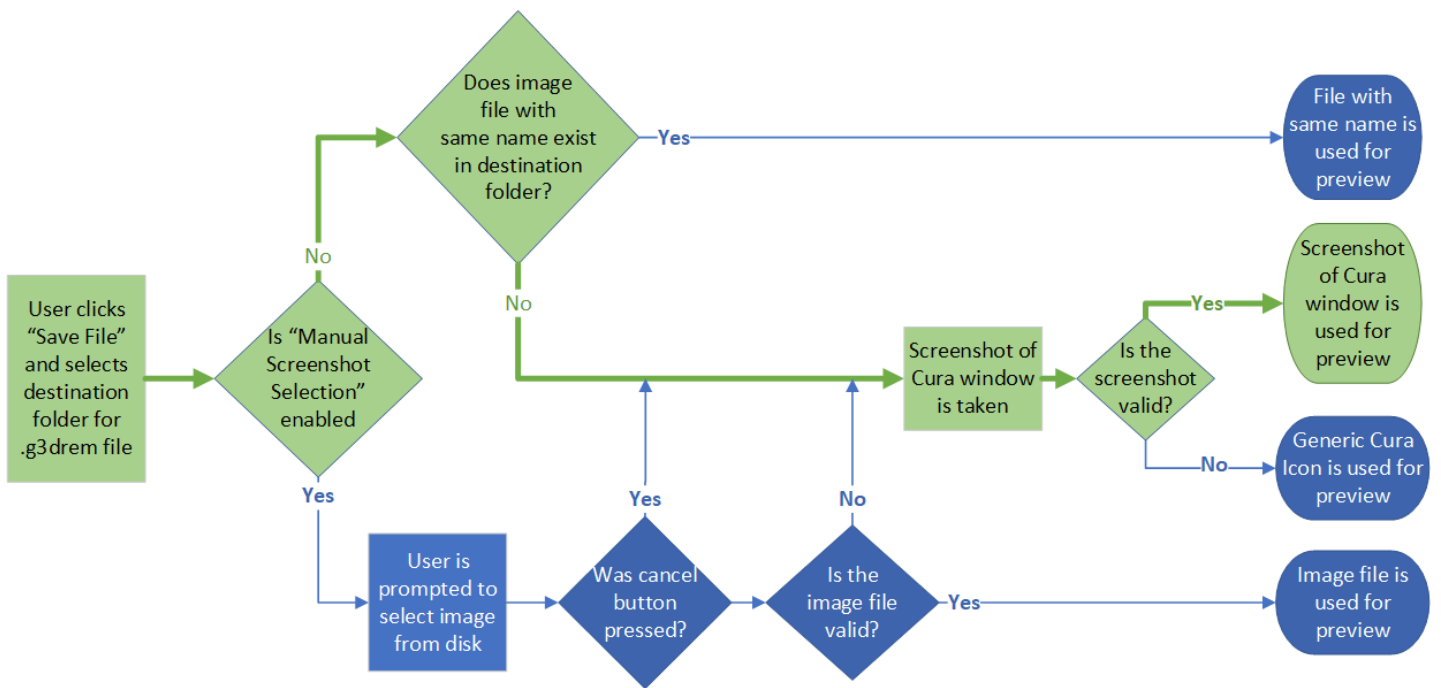 Does image
file with
same name exist
in destination
folder?
Yes
File with
same name is
used for
preview
No
User clicks
“Save File”
and selects
destination
folder for
.g3drem file
Is “Manual
Screenshot
Selection”
enabled
No
Screenshot of
Cura window
is taken
Is the
screenshot
valid?
Yes
Screenshot
of Cura
window is
used for
preview
No
Generic Cura
Icon is used for
preview
Yes
User is
prompted to
select image
from disk
Was cancel
button
pressed?
Yes
Is the
image file
valid?
No
Yes
Image file is
used for
preview